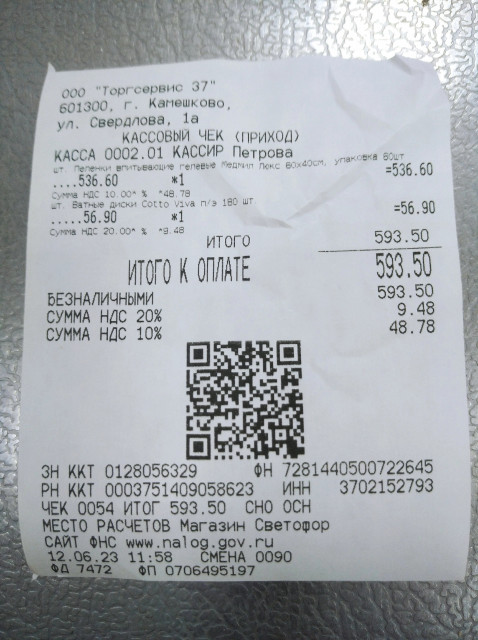 ООО "Торгсервис 37"
601300, г. Камешково,
ул. Свердлова, 1а
КАССОВЫЙ ЧЕК (ПРИХОД)
КАССА 0002.01 КАССИР Петрова
шт. Пеленки впитывающие гелевые Медмил Люкс 60х40см, упаковка 60шт
.....536.60 *1 =536.60
Сумма НДС 10.00* % *48.78
шт. Ватные диски Cotto Viva п/э 180 шт
.....56.90 *1 =56.90
Сумма НДС 20.00* % *9.48
ИТОГО 593.50
ИТОГО К ОПЛАТЕ 593.50
БЕЗНАЛИЧНЫМИ 593.50
СУММА НДС 20% 9.48
СУММА НДС 10% 48.78
ЗН ККТ 0128056329 ФН 7281440500722645
РН ККТ 0003751409058623 ИНН 3702152793
ЧЕК 0054 ИТОГ 593.50 СНО ОСН
МЕСТО РАСЧЕТОВ Магазин Светофор
САЙТ ФНС www.nalog.gov.ru
12.06.23 11:58 СМЕНА 0090
ФД 7472 ФП 0706495197